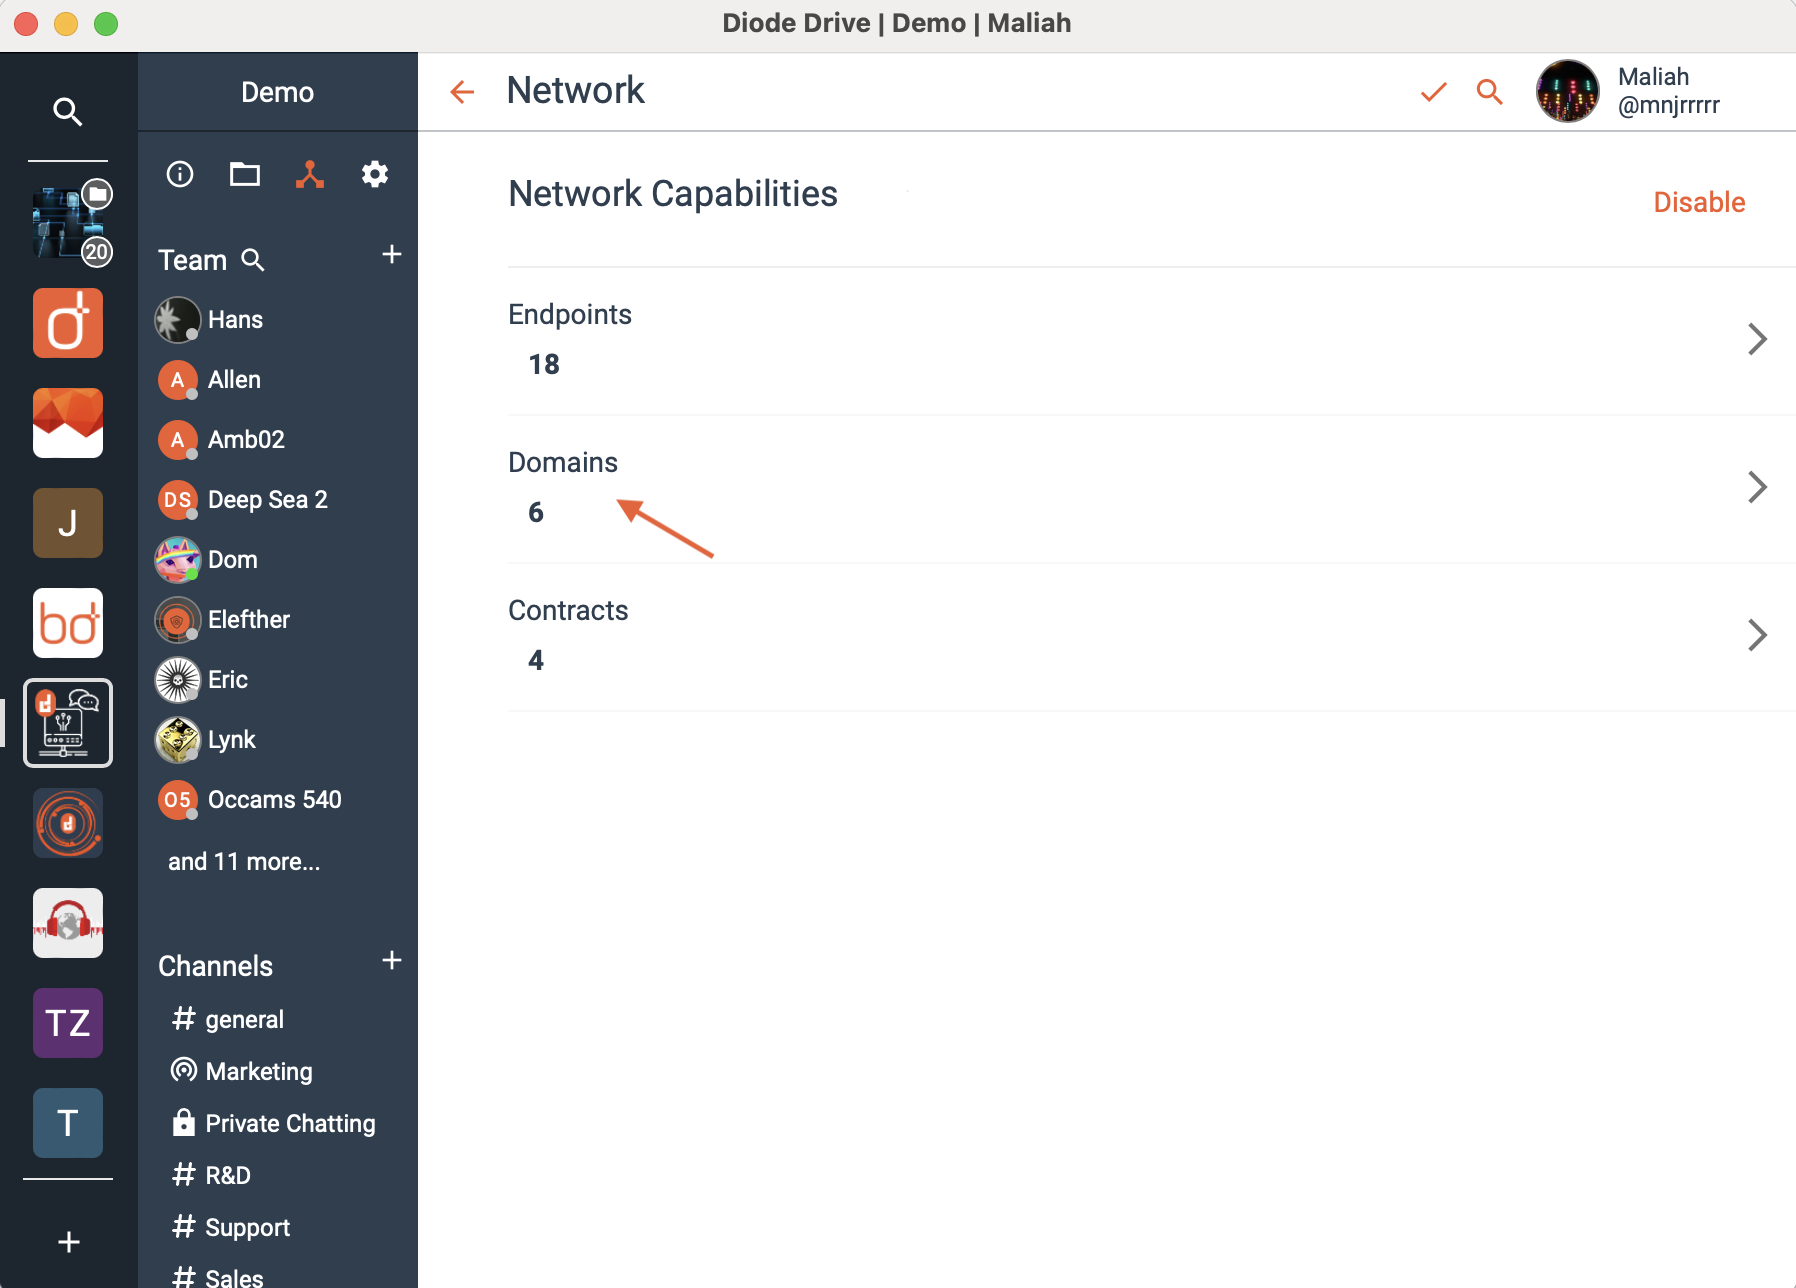 Diode Drive | Demo | Maliah
20
J
bd
TZ
T
Demo
Team
Hans
A Allen
A Amb02
DS Deep Sea 2
Dom
Elefther
Eric
Lynk
O5 Occams 540
and 11 more...
Channels
# general
Marketing
Private Chatting
# R&D
# Support
# Sales
Network
Maliah
@mnjrrrrr
Network Capabilities
Disable
Endpoints
18
Domains
6
Contracts
4